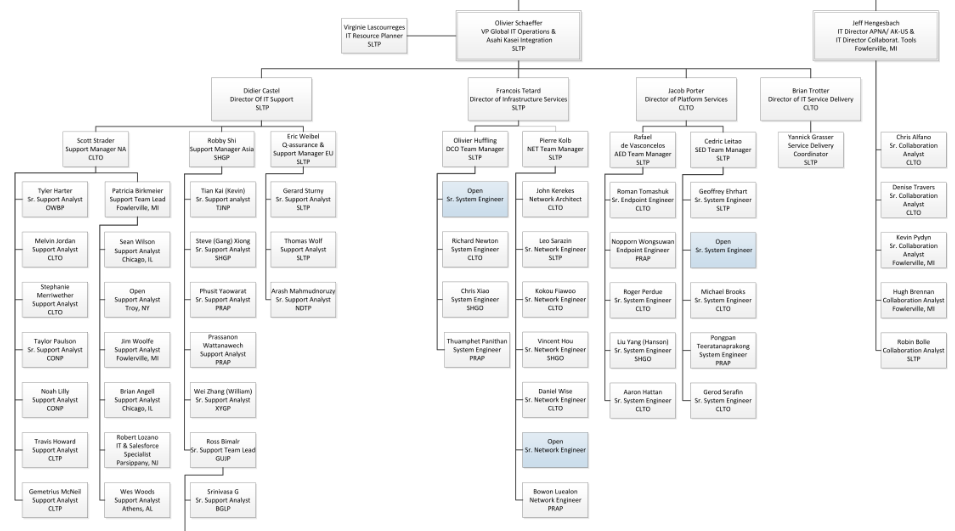 Virginie Lascourreges
IT Resource Planner
SLTP
Olivier Schaeffer
VP Global IT Operations &
Asahi Kasei Integration
SLTP
Jeff Hengesbach
IT Director APNA/ AK-US &
IT Director Collaborat. Tools
Fowlerville, MI
Didier Castel
Director Of IT Support
SLTP
Francois Tetard
Director of Infrastructure Services
SLTP
Jacob Porter
Director of Platform Services
CLTO
Brian Trotter
Director of IT Service Delivery
CLTO
Scott Strader
Support Manager NA
CLTO
Robby Shi
Support Manager Asia
SHGP
Eric Weibel
Q-assurance &
Support Manager EU
SLTP
Olivier Huffling
DCO Team Manager
SLTP
Pierre Kolb
NET Team Manager
SLTP
Rafael
de Vasconcelos
AED Team Manager
SLTP
Cedric Leitao
SED Team Manager
SLTP
Yannick Grasser
Service Delivery
Coordinator
SLTP
Chris Alfano
Sr. Collaboration
Analyst
CLTO
Tyler Harter
Sr. Support Analyst
OWBP
Patricia Birkmeier
Support Team Lead
Fowlerville, MI
Tian Kai (Kevin)
Sr. Support analyst
TJNP
Gerard Sturny
Sr. Support Analyst
SLTP
Open
Sr. System Engineer
John Kerekes
Network Architect
CLTO
Roman Tomashuk
Sr. Endpoint Engineer
CLTO
Geoffrey Ehrhart
Sr. System Engineer
SLTP
Denise Travers
Sr. Collaboration
Analyst
CLTO
Melvin Jordan
Support Analyst
CLTO
Sean Wilson
Support Analyst
Chicago, IL
Steve (Gang) Xiong
Sr. Support Analyst
SHGP
Thomas Wolf
Support Analyst
SLTP
Richard Newton
System Engineer
CLTO
Leo Sarazin
Sr. Network Engineer
SLTP
Nopporn Wongsuwan
Endpoint Engineer
PRAP
Open
Sr. System Engineer
Kevin Pydyn
Sr. Collaboration
Analyst
Fowlerville, MI
Stephanie
Merriwether
Support Analyst
CLTO
Open
Support Analyst
Troy, NY
Phusit Yaowarat
Support Analyst
PRAP
Arash Mahmudnoruzy
Sr. Support Analyst
NDTP
Chris Xiao
System Engineer
SHGO
Kokou Fiawoo
Sr. Network Engineer
CLTO
Roger Perdue
Sr. System Engineer
CLTO
Michael Brooks
Sr. System Engineer
CLTO
Hugh Brennan
Collaboration Analyst
Fowlerville, MI
Taylor Paulson
Sr. Support Analyst
CONP
Jim Woolfe
Support Analyst
Fowlerville, MI
Prassanon
Wattanawech
Support Analyst
PRAP
Thuamphet Panithan
System Engineer
PRAP
Vincent Hou
Sr. Network Engineer
SHGO
Liu Yang (Hanson)
Sr. System Engineer
SHGO
Pongpan
Teeratanaprakong
System Engineer
PRAP
Robin Bolle
Collaboration Analyst
SLTP
Noah Lilly
Support Analyst
CONP
Brian Angell
Support Analyst
Chicago, IL
Wei Zhang (William)
Sr. Support Analyst
XYGP
Daniel Wise
Sr. Network Engineer
CLTO
Aaron Hattan
Sr. System Engineer
CLTO
Gerod Serafin
Sr. System Engineer
CLTO
Travis Howard
Support Analyst
CLTP
Robert Lozano
IT & Salesforce
Specialist
Parsippany, NJ
Ross Bimalr
Sr. Support Team Lead
GUJP
Open
Sr. Network Engineer
Gemetrius McNeil
Support Analyst
CLTP
Wes Woods
Support Analyst
Athens, AL
Srinivasa G
Sr. Support Analyst
BGLP
Bowon Luealon
Network Engineer
PRAP